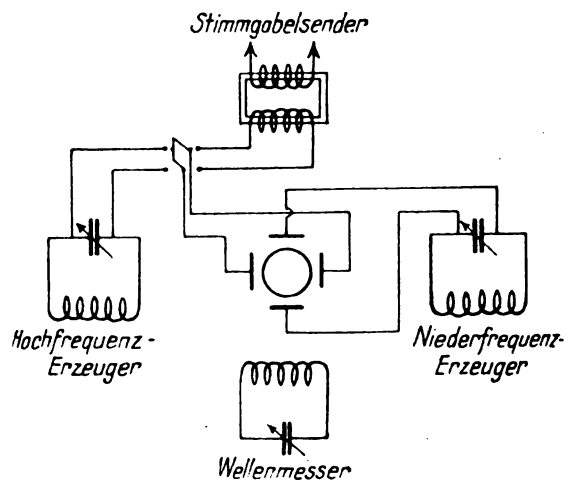 Stimmgabelsender
Hochfrequenz-
Erzeuger
Niederfrequenz-
Erzeuger
Wellenmesser